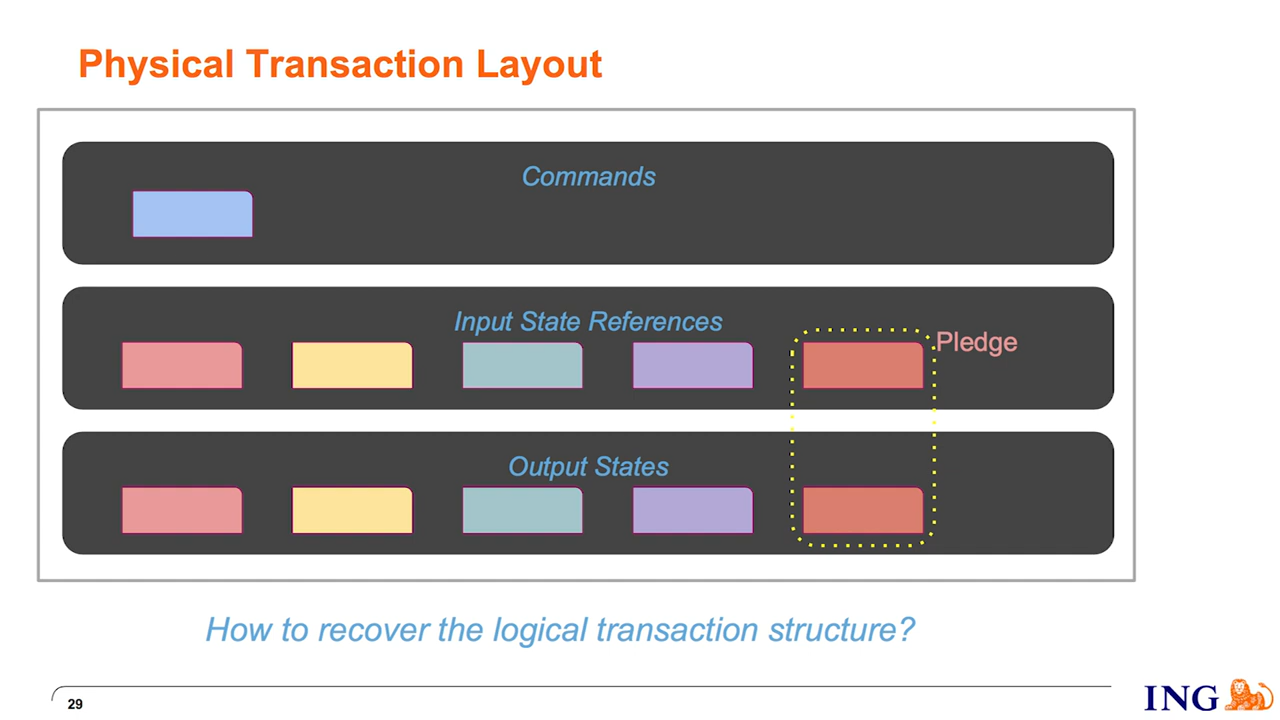 Physical Transaction Layout
Commands
Input State References
Pledge
Output States
How to recover the logical transaction structure?
29
ING